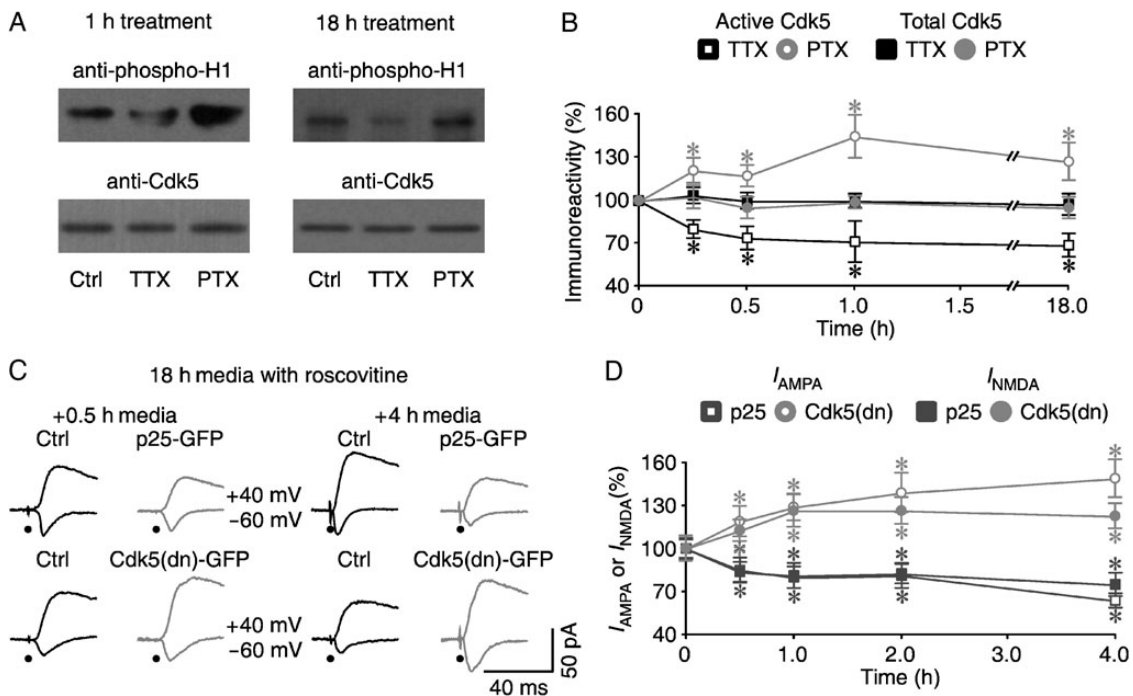 A
1 h treatment 18 h treatment
anti-phospho-H1 anti-phospho-H1
anti-Cdk5 anti-Cdk5
Ctrl TTX PTX Ctrl TTX PTX
B
Active Cdk5 Total Cdk5
TTX PTX TTX PTX
Immunoreactivity (%)
160
130
100
70
40
0 0.5 1.0 1.5 18.0
Time (h)
C
18 h media with roscovitine
+0.5 h media +4 h media
Ctrl p25-GFP Ctrl p25-GFP
+40 mV
–60 mV
Ctrl Cdk5(dn)-GFP Ctrl Cdk5(dn)-GFP
+40 mV
–60 mV
50 pA
40 ms
D
IAMPA INMDA
p25 Cdk5(dn) p25 Cdk5(dn)
IAMPA or INMDA(%)
160
130
100
70
40
0 1.0 2.0 3.0 4.0
Time (h)